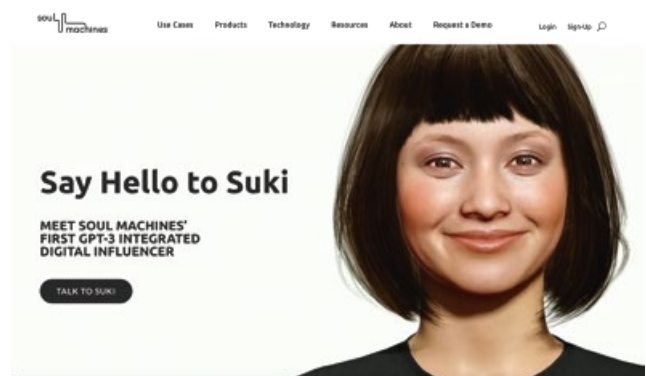 soul machines
Use Cases Products Technology Resources About Request a Demo Login Sign-Up
Say Hello to Suki
MEET SOUL MACHINES'
FIRST GPT-3 INTEGRATED
DIGITAL INFLUENCER
TALK TO SUKI